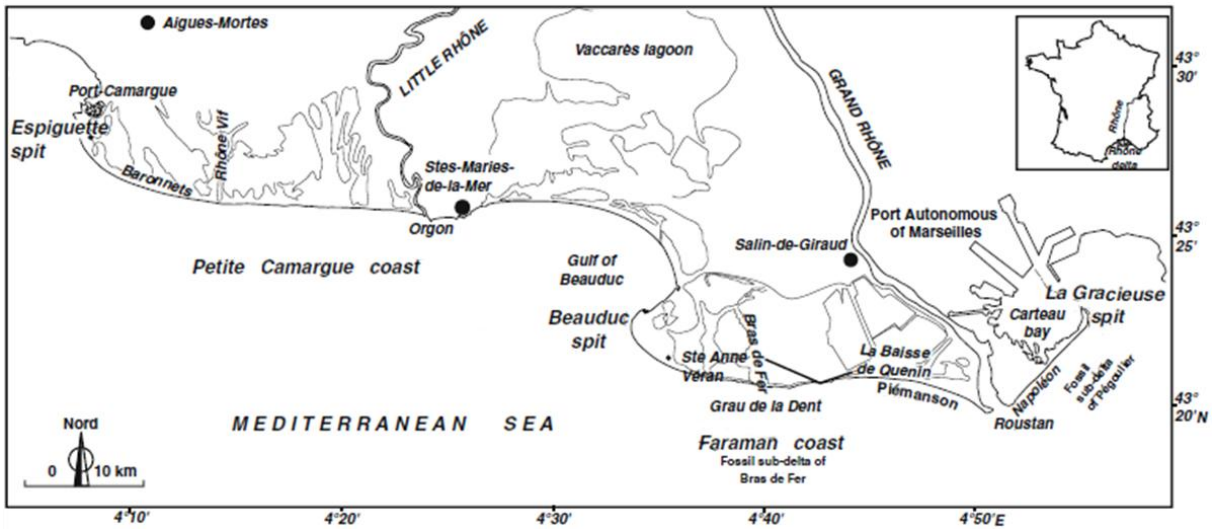 Aigues-Mortes
Vaccarès lagoon
LITTLE RHÔNE
GRAND RHÔNE
Rhône
Rhône
delta
43°
30'
Port-Camargue
Espiguette
spit
Baronnets
Rhône Vif
Stes-Maries-
de-la-Mer
Orgon
Petite Camargue coast
Gulf of
Beauduc
Salin-de-Giraud
Port Autonomous
of Marseilles
43°
25'
La Gracieuse
spit
Carteau
bay
Beauduc
spit
Ste Anne
Véran
Bras de Fer
La Baisse
de Quenin
Piémanson
Napoléon
Fossil
sub-delta
of Pégoulier
Grau de la Dent
Roustan
43°
20'N
MEDITERRANEAN SEA
Faraman coast
Fossil sub-delta of
Bras de Fer
Nord
0 10 km
4°10'
4°20'
4°30'
4°40'
4°50'E